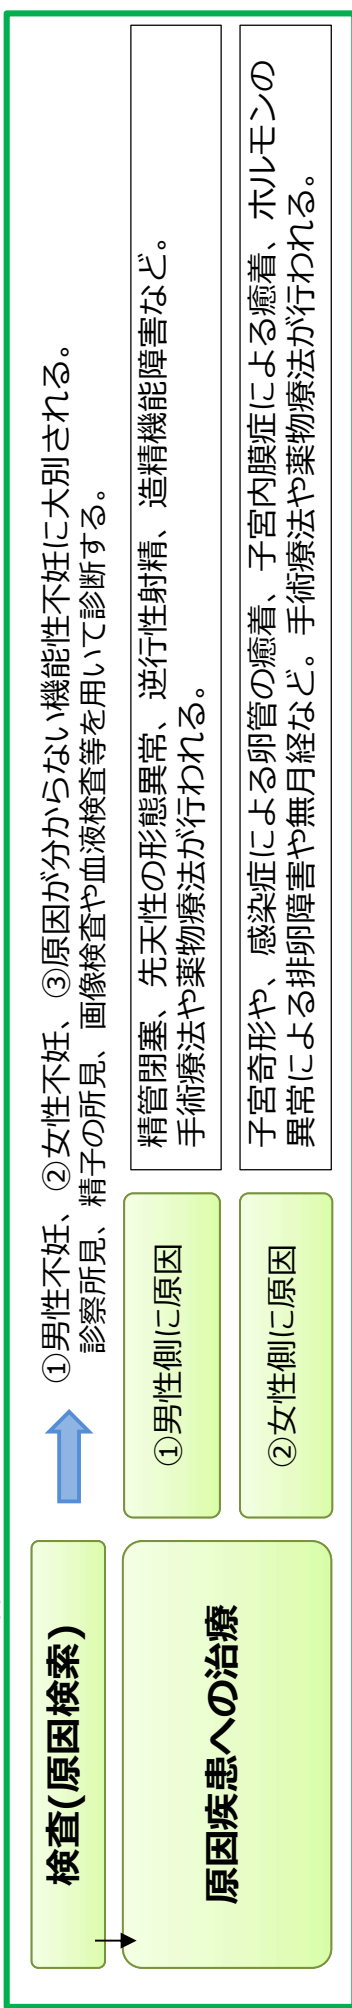 検査(原因検索)
①男性不妊、②女性不妊、③原因が分からない機能性不妊に大別される。
診察所見、精子の所見、画像検査や血液検査等を用いて診断する。
原因疾患への治療
①男性側に原因
精管閉塞、先天性の形態異常、逆行性射精、造精機能障害など。
手術療法や薬物療法が行われる。
②女性側に原因
子宮奇形や、感染症による卵管の癒着、子宮内膜症による癒着、ホルモンの
異常による排卵障害や無月経など。手術療法や薬物療法が行われる。